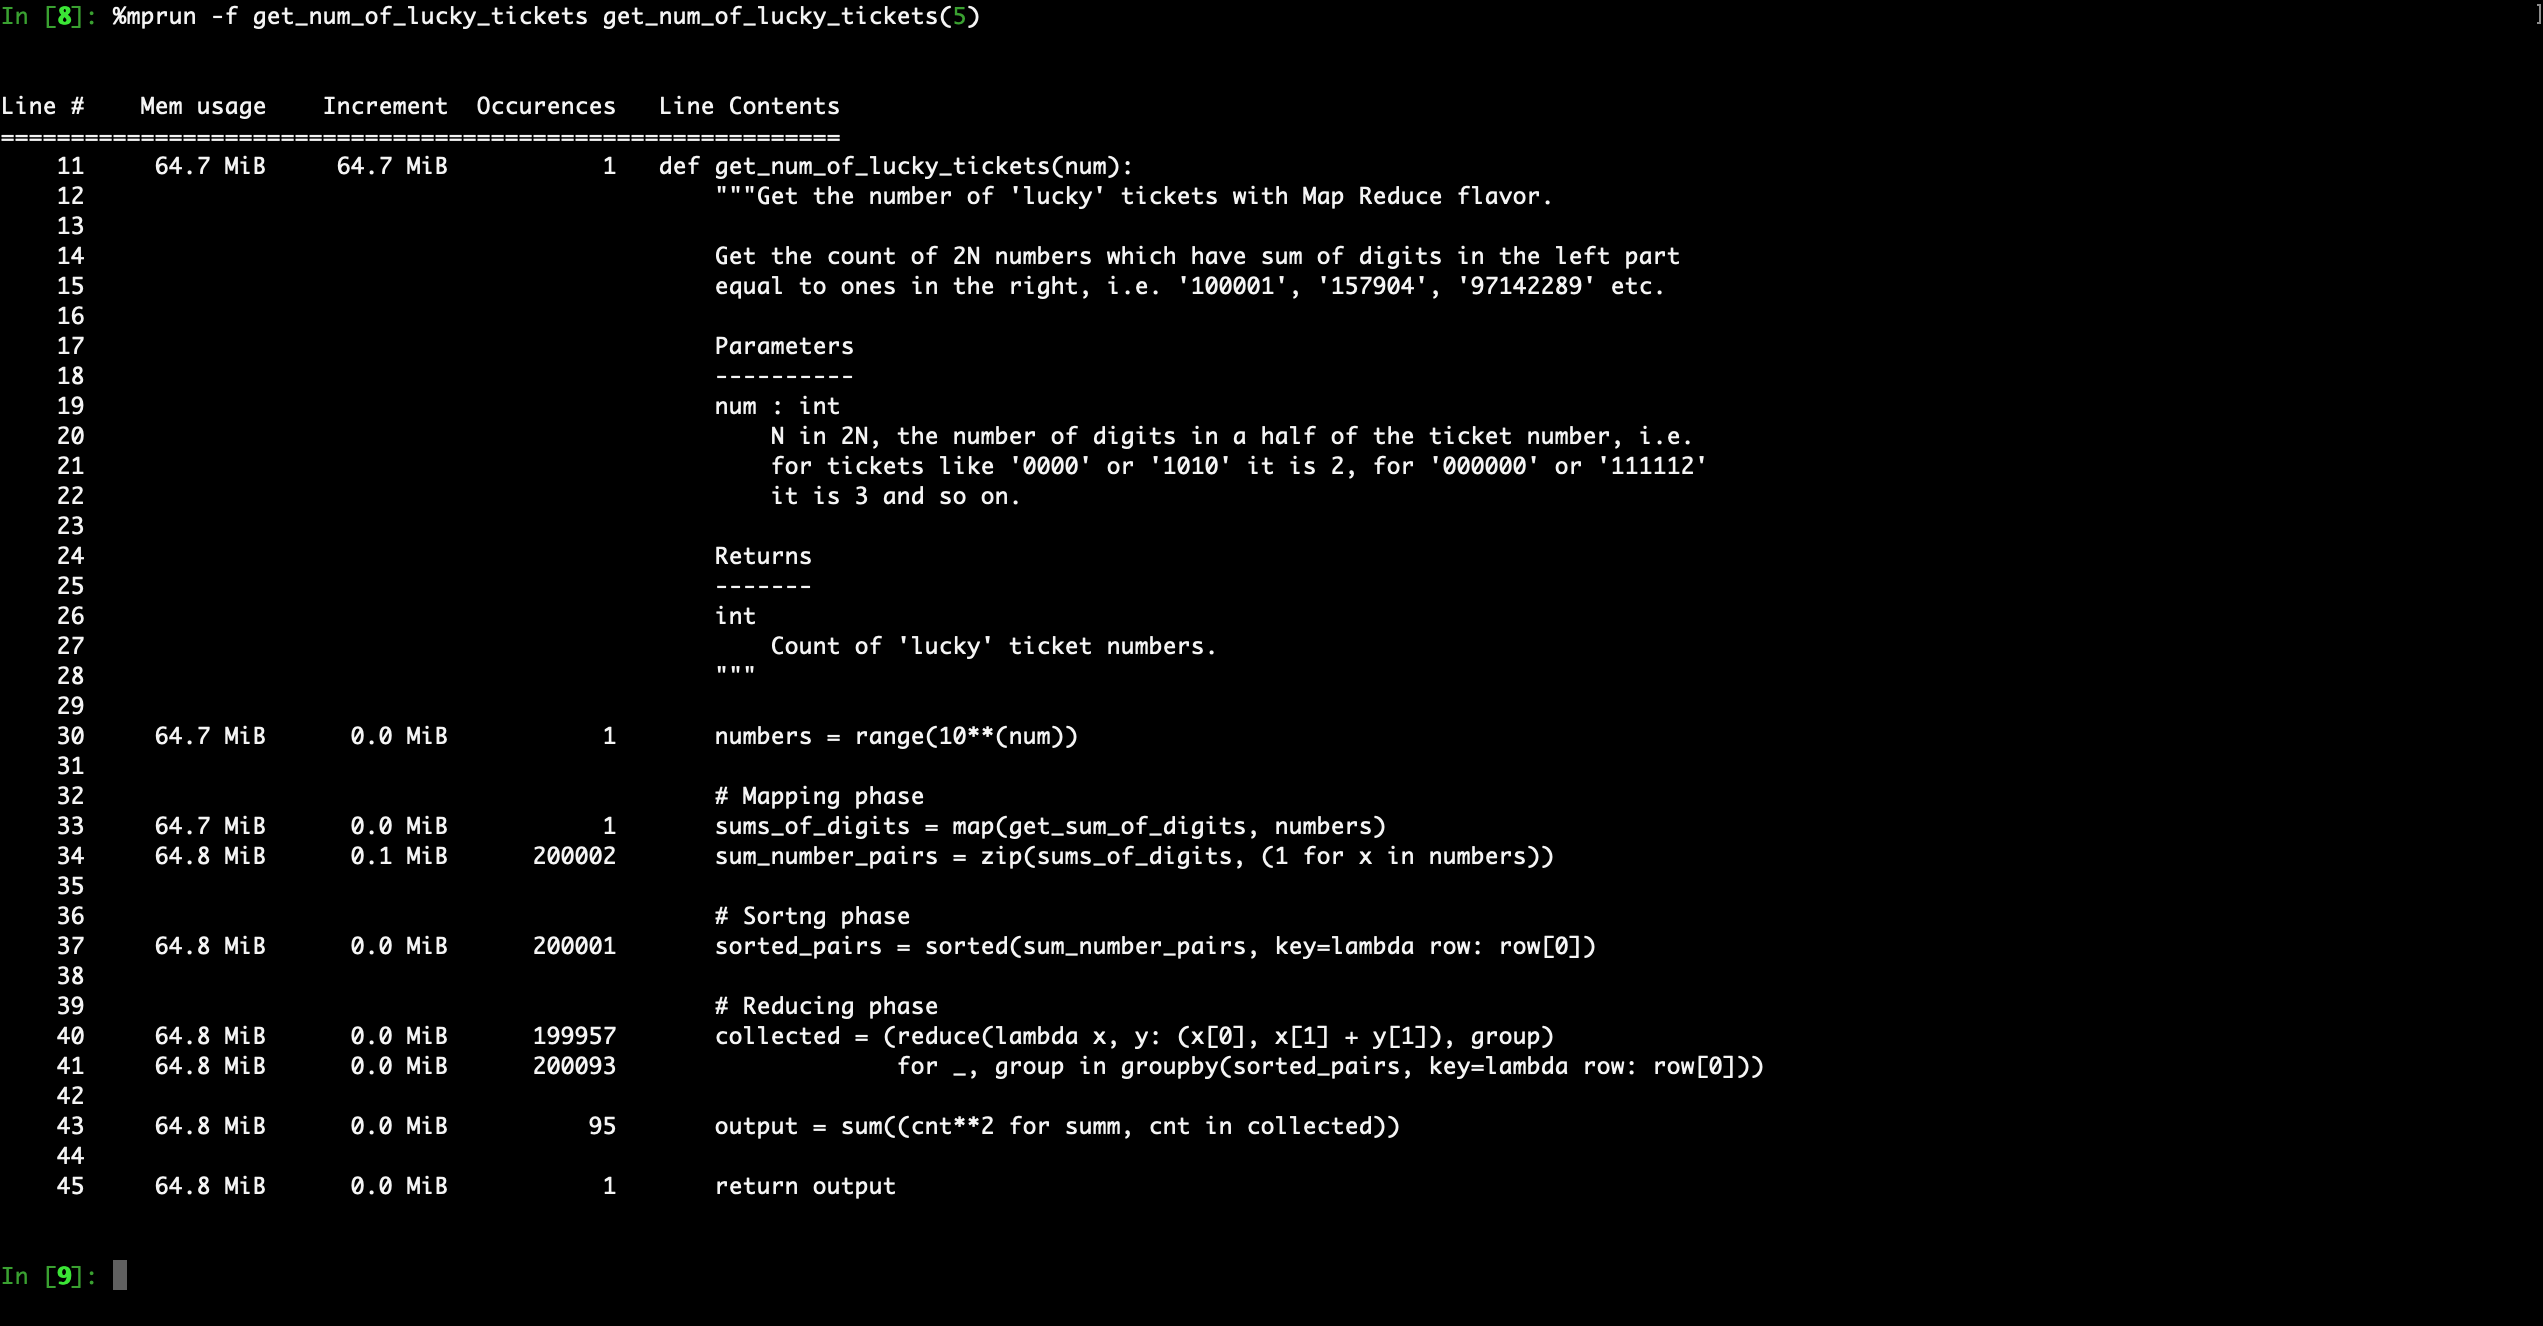 In [8]: %mprun -f get_num_of_lucky_tickets get_num_of_lucky_tickets(5) ]
Line #    Mem usage    Increment  Occurences   Line Contents
============================================================
    11     64.7 MiB     64.7 MiB           1   def get_num_of_lucky_tickets(num):
    12                                             """Get the number of 'lucky' tickets with Map Reduce flavor.
    13
    14                                             Get the count of 2N numbers which have sum of digits in the left part
    15                                             equal to ones in the right, i.e. '100001', '157904', '97142289' etc.
    16
    17                                             Parameters
    18                                             ----------
    19                                             num : int
    20                                                 N in 2N, the number of digits in a half of the ticket number, i.e.
    21                                                 for tickets like '0000' or '1010' it is 2, for '000000' or '111112'
    22                                                 it is 3 and so on.
    23
    24                                             Returns
    25                                             -------
    26                                             int
    27                                                 Count of 'lucky' ticket numbers.
    28                                             """
    29
    30     64.7 MiB      0.0 MiB           1       numbers = range(10**(num))
    31
    32                                             # Mapping phase
    33     64.7 MiB      0.0 MiB           1       sums_of_digits = map(get_sum_of_digits, numbers)
    34     64.8 MiB      0.1 MiB      200002       sum_number_pairs = zip(sums_of_digits, (1 for x in numbers))
    35
    36                                             # Sortng phase
    37     64.8 MiB      0.0 MiB      200001       sorted_pairs = sorted(sum_number_pairs, key=lambda row: row[0])
    38
    39                                             # Reducing phase
    40     64.8 MiB      0.0 MiB      199957       collected = (reduce(lambda x, y: (x[0], x[1] + y[1]), group)
    41     64.8 MiB      0.0 MiB      200093                    for _, group in groupby(sorted_pairs, key=lambda row: row[0]))
    42
    43     64.8 MiB      0.0 MiB          95       output = sum((cnt**2 for summ, cnt in collected))
    44
    45     64.8 MiB      0.0 MiB           1       return output
In [9]: